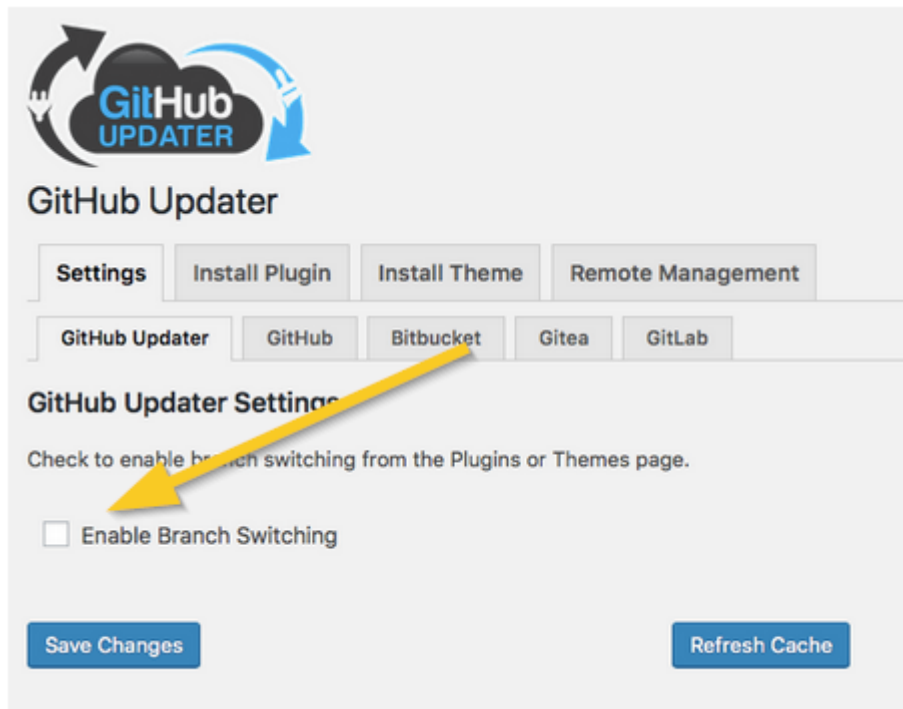 GitHub
UPDATER
GitHub Updater
Settings Install Plugin Install Theme Remote Management
GitHub Updater GitHub Bitbucket Gitea GitLab
GitHub Updater Settings
Check to enable branch switching from the Plugins or Themes page.
Enable Branch Switching
Save Changes Refresh Cache